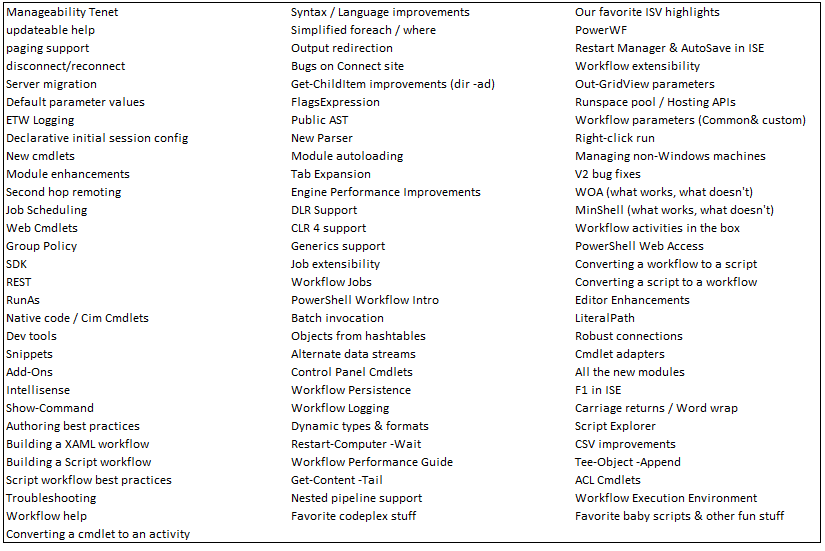 Manageability Tenet
updateable help
paging support
disconnect/reconnect
Server migration
Default parameter values
ETW Logging
Declarative initial session config
New cmdlets
Module enhancements
Second hop remoting
Job Scheduling
Web Cmdlets
Group Policy
SDK
REST
RunAs
Native code / Cim Cmdlets
Dev tools
Snippets
Add-Ons
Intellisense
Show-Command
Authoring best practices
Building a XAML workflow
Building a Script workflow
Script workflow best practices
Troubleshooting
Workflow help
Converting a cmdlet to an activity
Syntax / Language improvements
Simplified foreach / where
Output redirection
Bugs on Connect site
Get-ChildItem improvements (dir -ad)
FlagsExpression
Public AST
New Parser
Module autoloading
Tab Expansion
Engine Performance Improvements
DLR Support
CLR 4 support
Generics support
Job extensibility
Workflow Jobs
PowerShell Workflow Intro
Batch invocation
Objects from hashtables
Alternate data streams
Control Panel Cmdlets
Workflow Persistence
Workflow Logging
Dynamic types & formats
Restart-Computer -Wait
Workflow Performance Guide
Get-Content -Tail
Nested pipeline support
Favorite codeplex stuff
Our favorite ISV highlights
PowerWF
Restart Manager & AutoSave in ISE
Workflow extensibility
Out-GridView parameters
Runspace pool / Hosting APIs
Workflow parameters (Common& custom)
Right-click run
Managing non-Windows machines
V2 bug fixes
WOA (what works, what doesn't)
MinShell (what works, what doesn't)
Workflow activities in the box
PowerShell Web Access
Converting a workflow to a script
Converting a script to a workflow
Editor Enhancements
LiteralPath
Robust connections
Cmdlet adapters
All the new modules
F1 in ISE
Carriage returns / Word wrap
Script Explorer
CSV improvements
Tee-Object -Append
ACL Cmdlets
Workflow Execution Environment
Favorite baby scripts & other fun stuff